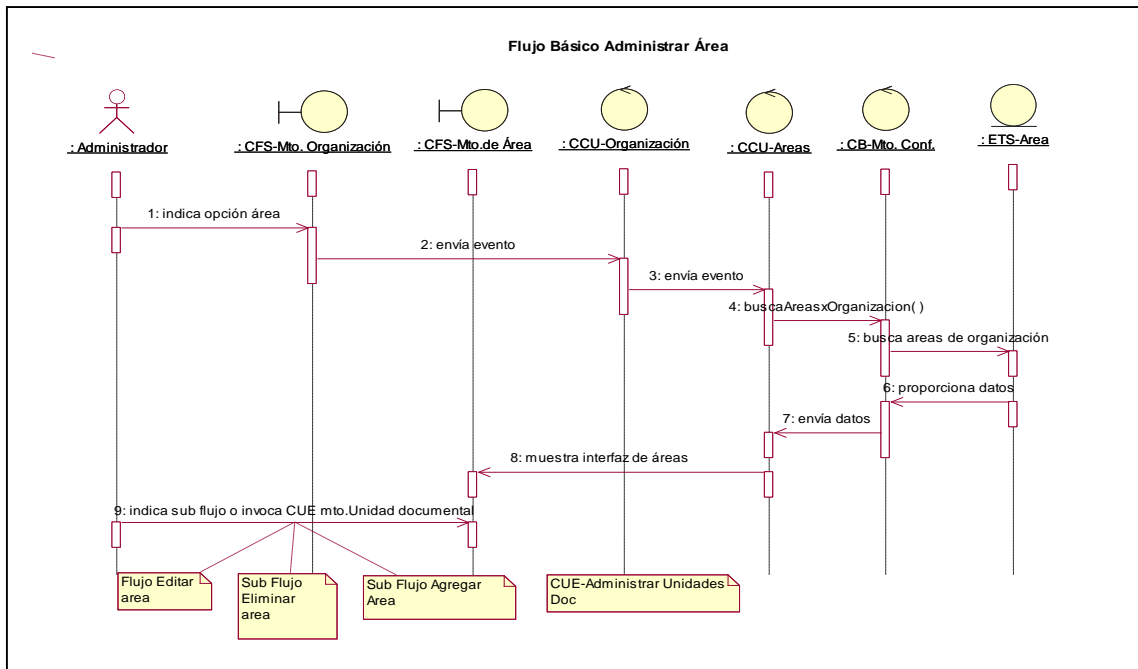 Flujo Básico Administrar Área
: Administrador
: CFS-Mto. Organización
: CFS-Mto.de Área
: CCU-Organización
: CCU-Areas
: CB-Mto. Conf.
: ETS-Area
1: indica opción área
2: envía evento
3: envía evento
4: buscaAreasxOrganizacion( )
5: busca areas de organización
6: proporciona datos
7: envía datos
8: muestra interfaz de áreas
9: indica sub flujo o invoca CUE mto.Unidad documental
Flujo Editar
area
Sub Flujo
Eliminar
area
Sub Flujo Agregar
Area
CUE-Administrar Unidades
Doc